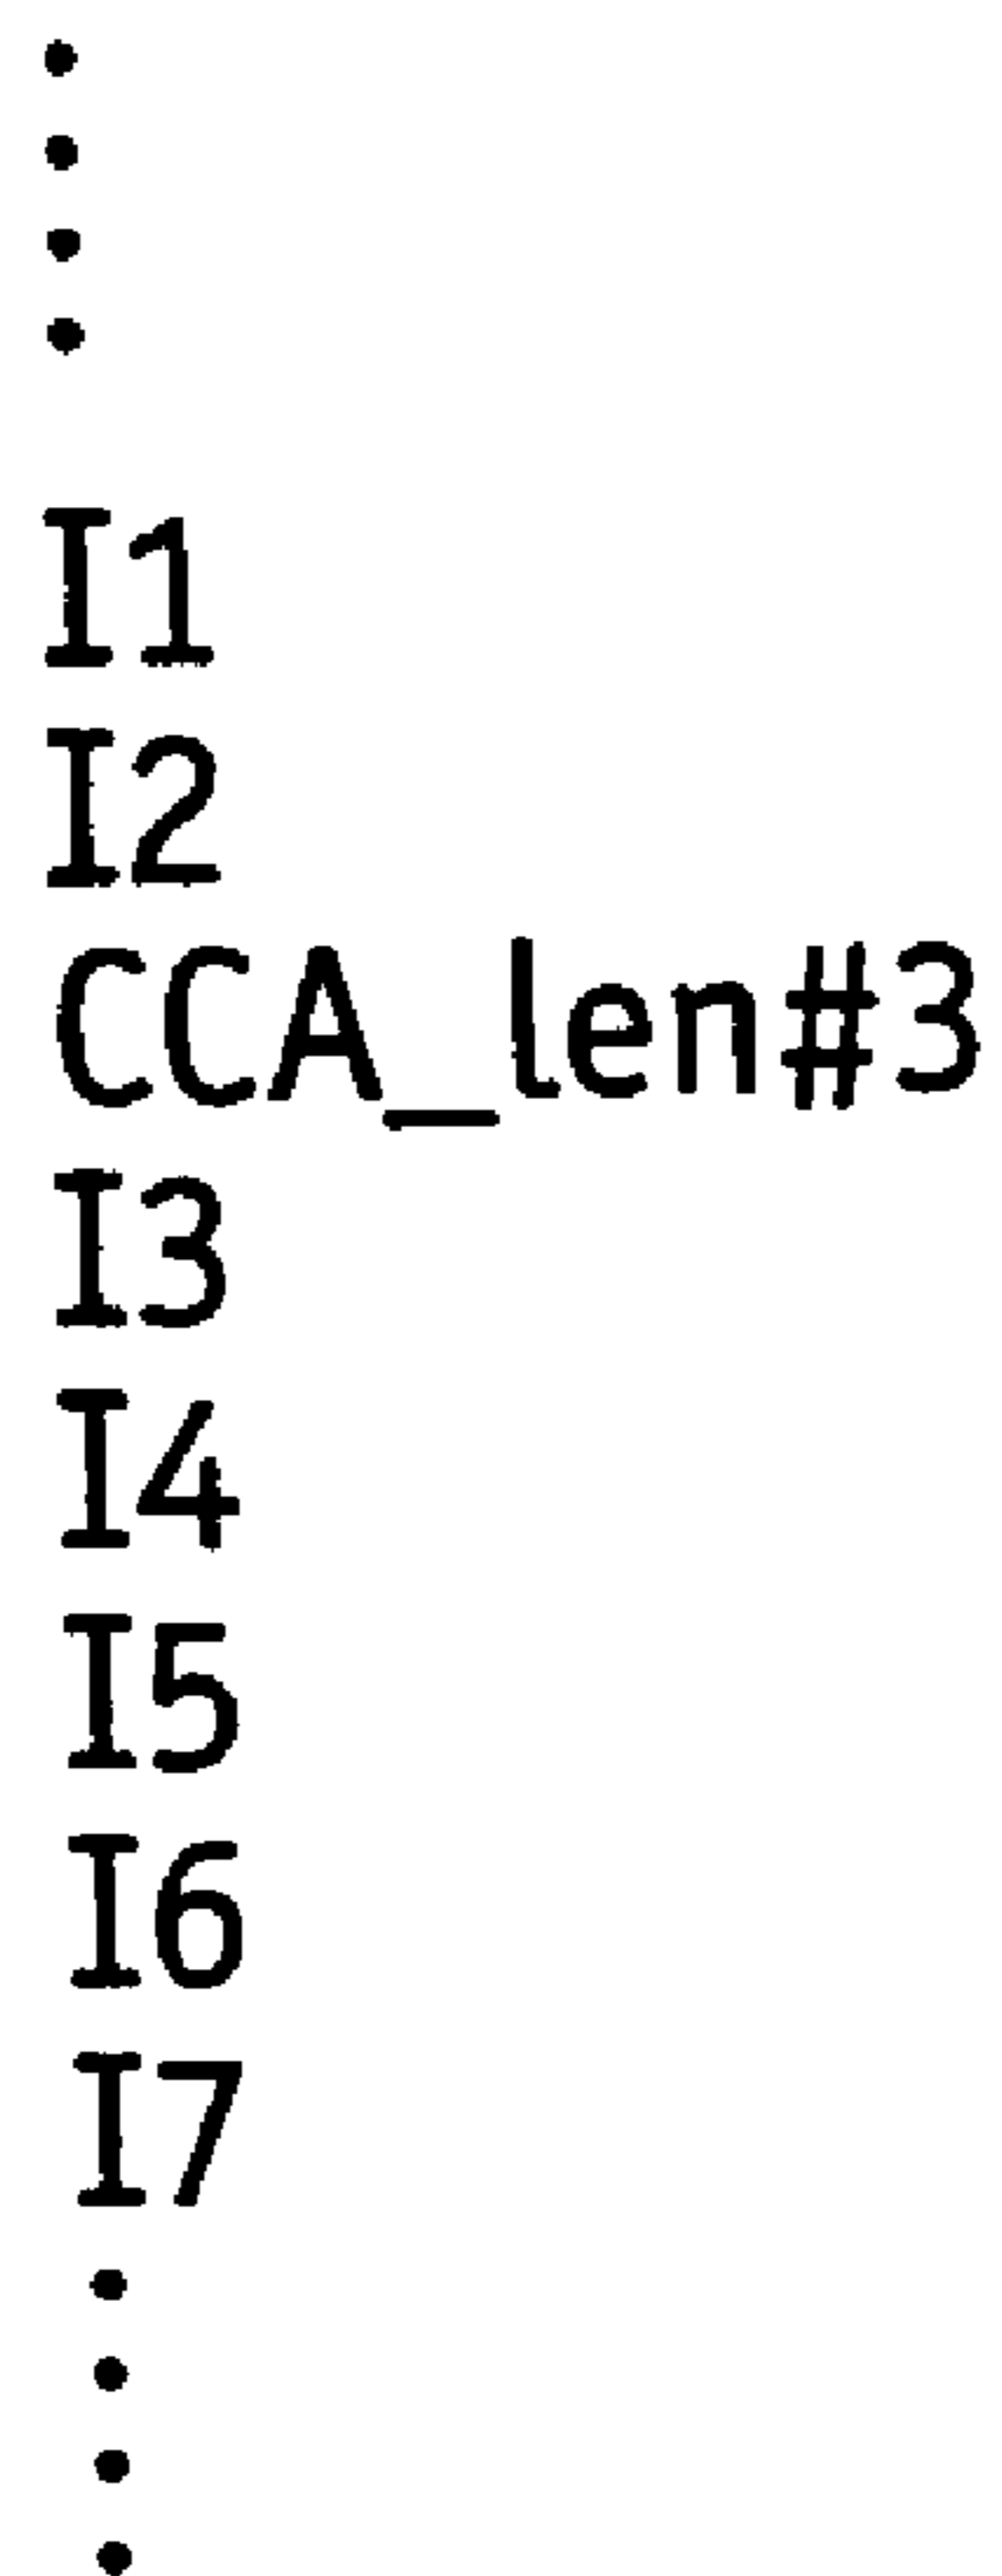 .
.
.
.
I1
I2
CCA_len#3
I3
I4
I5
I6
I7
.
.
.
.